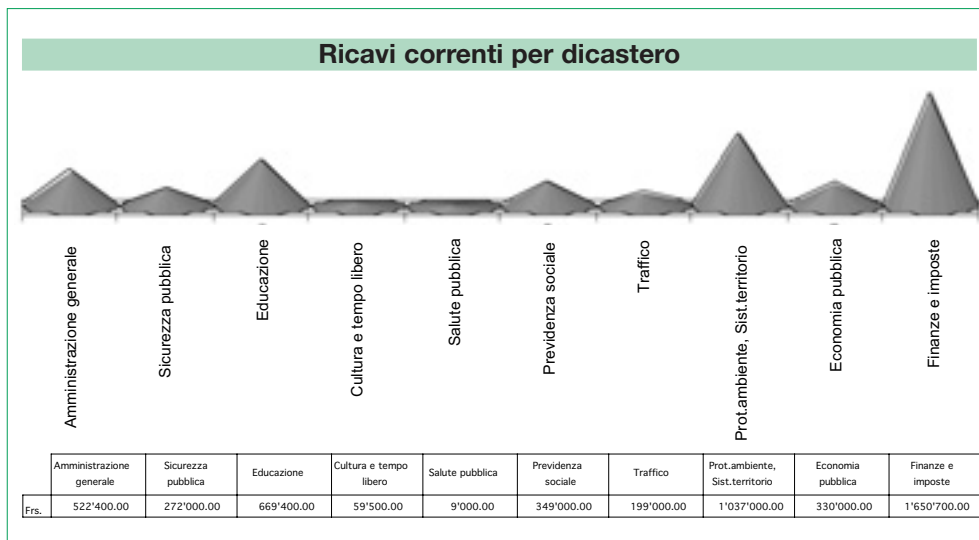 Ricavi correnti per dicastero
Amministrazione generale
Sicurezza pubblica
Educazione
Cultura e tempo libero
Salute pubblica
Previdenza sociale
Traffico
Prot.ambiente, Sist.territorio
Economia pubblica
Finanze e imposte
Amministrazione generale Sicurezza pubblica Educazione Cultura e tempo libero Salute pubblica Previdenza sociale Traffico Prot.ambiente, Sist.territorio Economia pubblica Finanze e imposte
Frs. 522'400.00 272'000.00 669'400.00 59'500.00 9'000.00 349'000.00 199'000.00 1'037'000.00 330'000.00 1'650'700.00